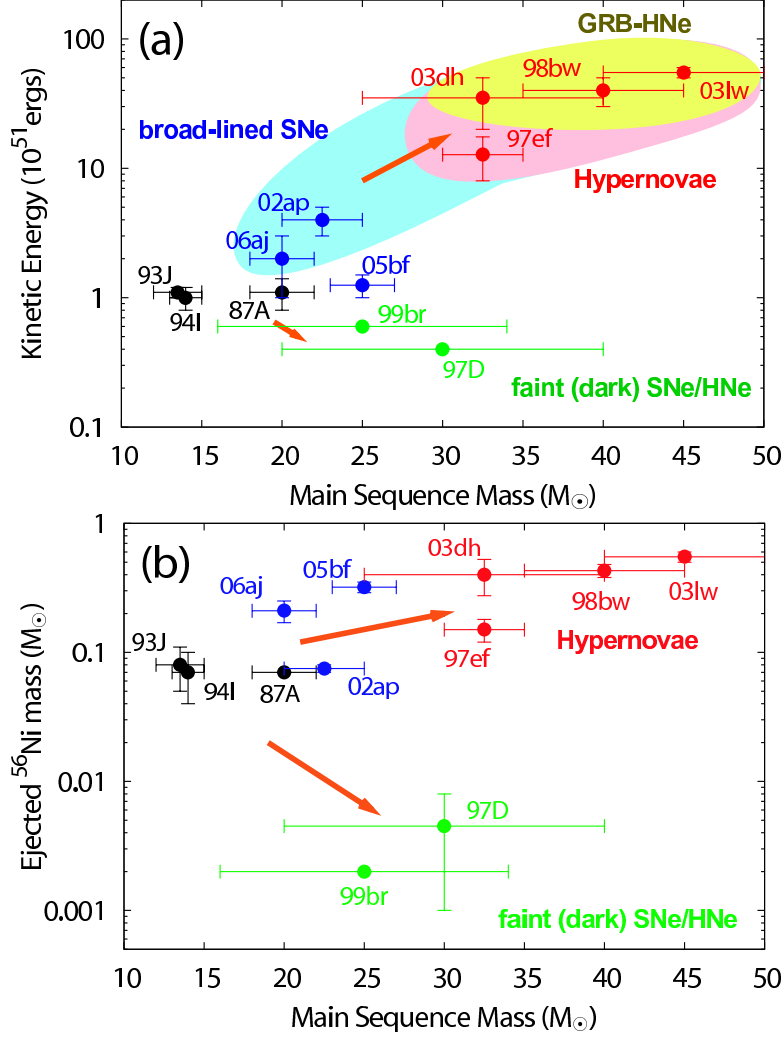 (a)
GRB-HNe
100
98bw
03dh
03lw
broad-lined SNe
97ef
10
Hypernovae
02ap
06aj
05bf
93J
1
94I
87A
99br
97D
faint (dark) SNe/HNe
0.1
Kinetic Energy (10^51 ergs)
10 15 20 25 30 35 40 45 50
Main Sequence Mass (M☉)
1
(b)
03dh
05bf
06aj
98bw
03lw
Hypernovae
93J
97ef
0.1
94I
87A
02ap
0.01
97D
99br
0.001
faint (dark) SNe/HNe
Ejected ^56Ni mass (M☉)
10 15 20 25 30 35 40 45 50
Main Sequence Mass (M☉)